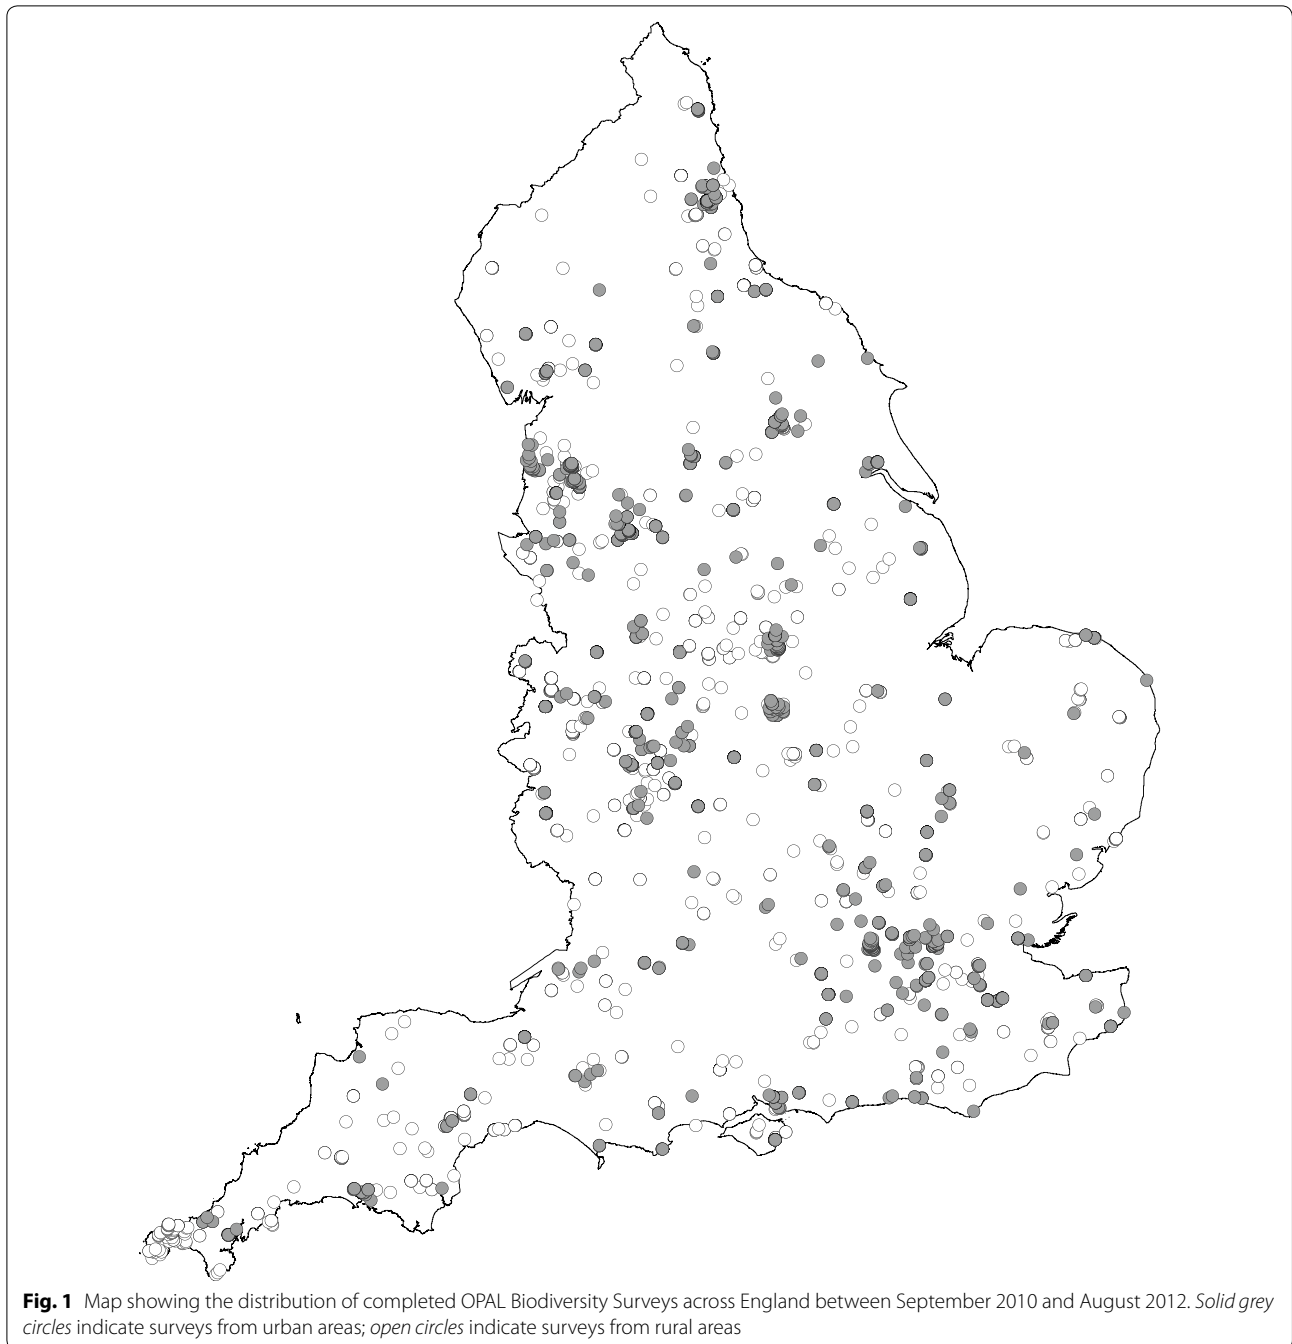 Fig. 1 Map showing the distribution of completed OPAL Biodiversity Surveys across England between September 2010 and August 2012. Solid grey
circles indicate surveys from urban areas; open circles indicate surveys from rural areas